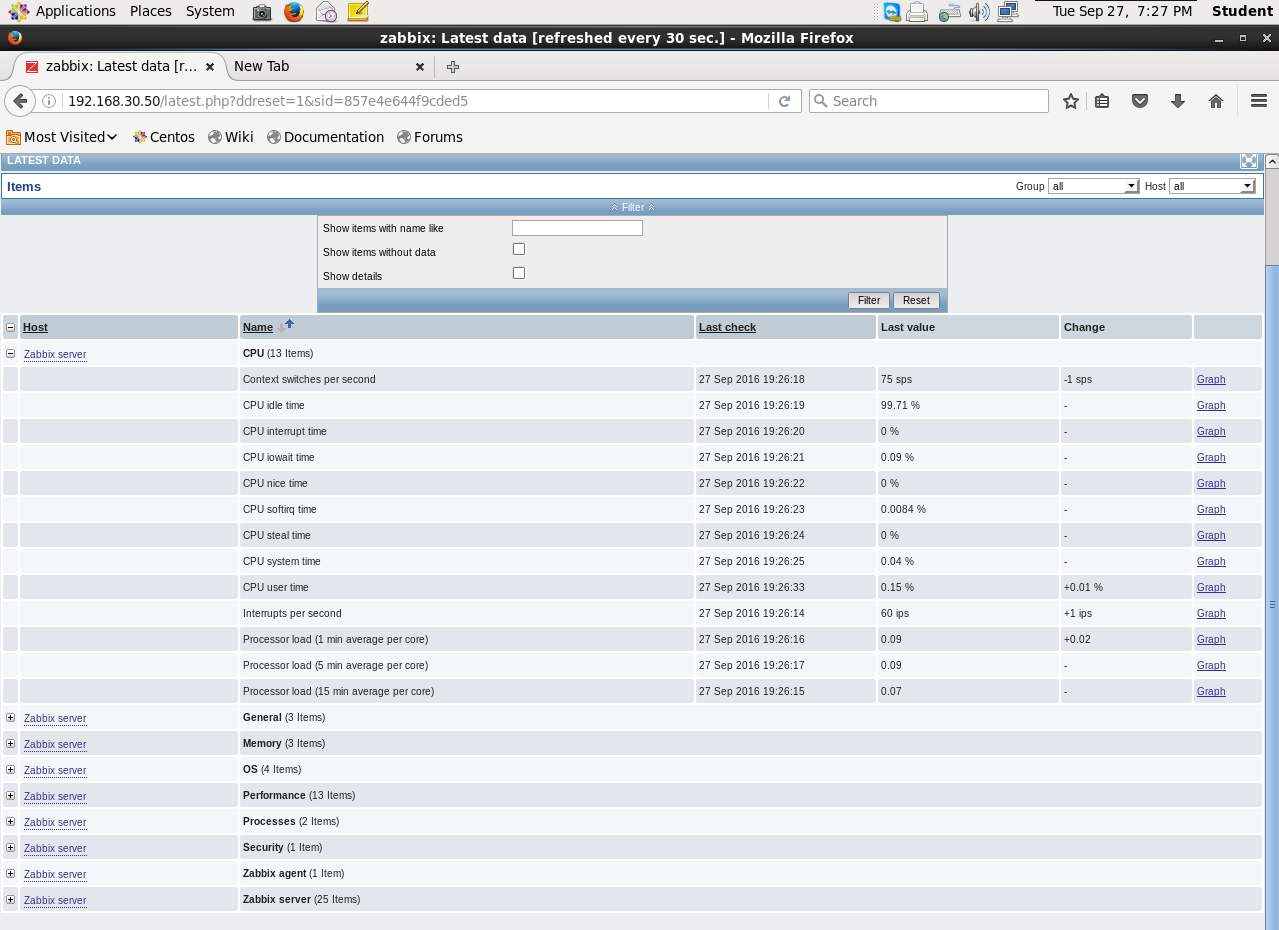 Applications Places System Tue Sep 27, 7:27 PM Student
zabbix: Latest data [refreshed every 30 sec.] - Mozilla Firefox
zabbix: Latest data [r... New Tab
192.168.30.50/latest.php?ddreset=1&sid=857e4e644f9cded5 Search
Most Visited Centos Wiki Documentation Forums
LATEST DATA
Items Group all Host all
Filter
Show items with name like
Show items without data
Show details
Filter Reset
Host Name Last check Last value Change
Zabbix server CPU (13 Items)
Context switches per second 27 Sep 2016 19:26:18 75 sps -1 sps Graph
CPU idle time 27 Sep 2016 19:26:19 99.71 % - Graph
CPU interrupt time 27 Sep 2016 19:26:20 0 % - Graph
CPU iowait time 27 Sep 2016 19:26:21 0.09 % - Graph
CPU nice time 27 Sep 2016 19:26:22 0 % - Graph
CPU softirq time 27 Sep 2016 19:26:23 0.0084 % - Graph
CPU steal time 27 Sep 2016 19:26:24 0 % - Graph
CPU system time 27 Sep 2016 19:26:25 0.04 % - Graph
CPU user time 27 Sep 2016 19:26:33 0.15 % +0.01 % Graph
Interrupts per second 27 Sep 2016 19:26:14 60 ips +1 ips Graph
Processor load (1 min average per core) 27 Sep 2016 19:26:16 0.09 +0.02 Graph
Processor load (5 min average per core) 27 Sep 2016 19:26:17 0.09 - Graph
Processor load (15 min average per core) 27 Sep 2016 19:26:15 0.07 - Graph
Zabbix server General (3 Items)
Zabbix server Memory (3 Items)
Zabbix server OS (4 Items)
Zabbix server Performance (13 Items)
Zabbix server Processes (2 Items)
Zabbix server Security (1 Item)
Zabbix server Zabbix agent (1 Item)
Zabbix server Zabbix server (25 Items)